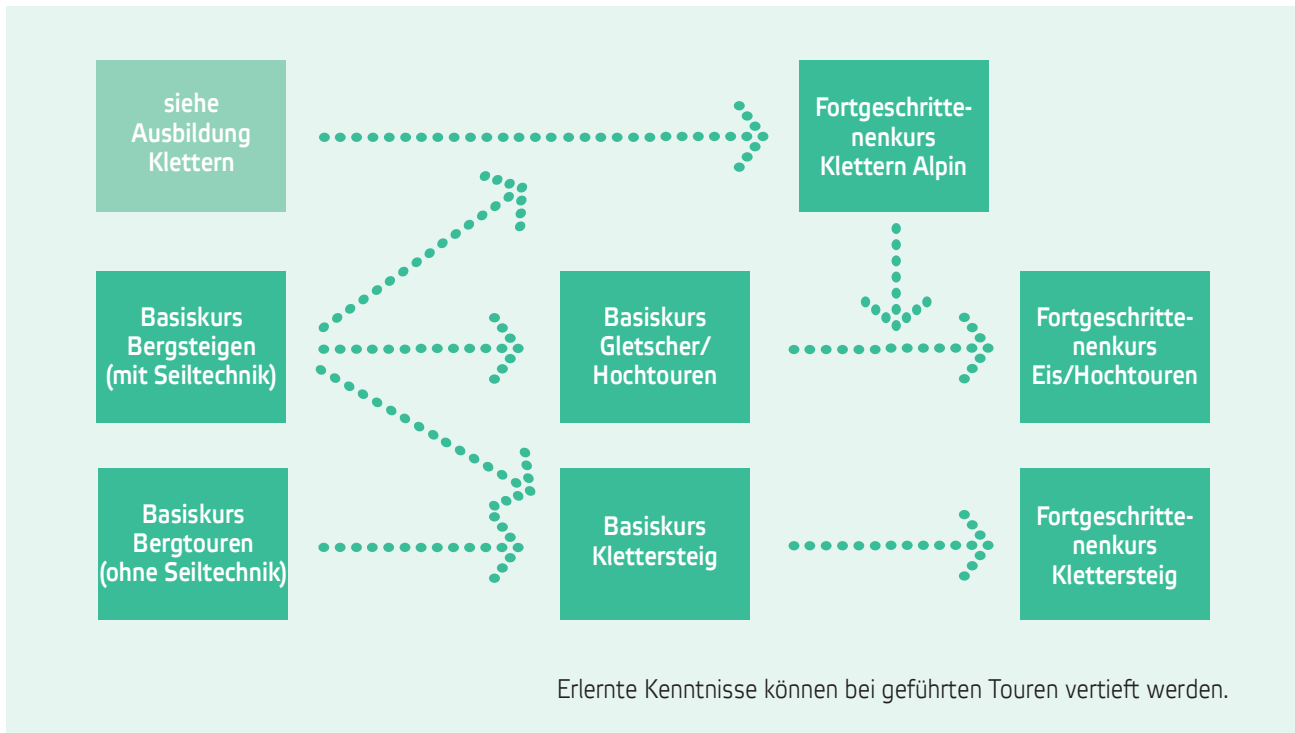 siehe
Ausbildung
Klettern
Fortgeschritte-
nenkurs
Klettern Alpin
Basiskurs
Bergsteigen
(mit Seiltechnik)
Basiskurs
Gletscher/
Hochtouren
Fortgeschritte-
nenkurs
Eis/Hochtouren
Basiskurs
Bergtouren
(ohne Seiltechnik)
Basiskurs
Klettersteig
Fortgeschritte-
nenkurs
Klettersteig
Erlernte Kenntnisse können bei geführten Touren vertieft werden.